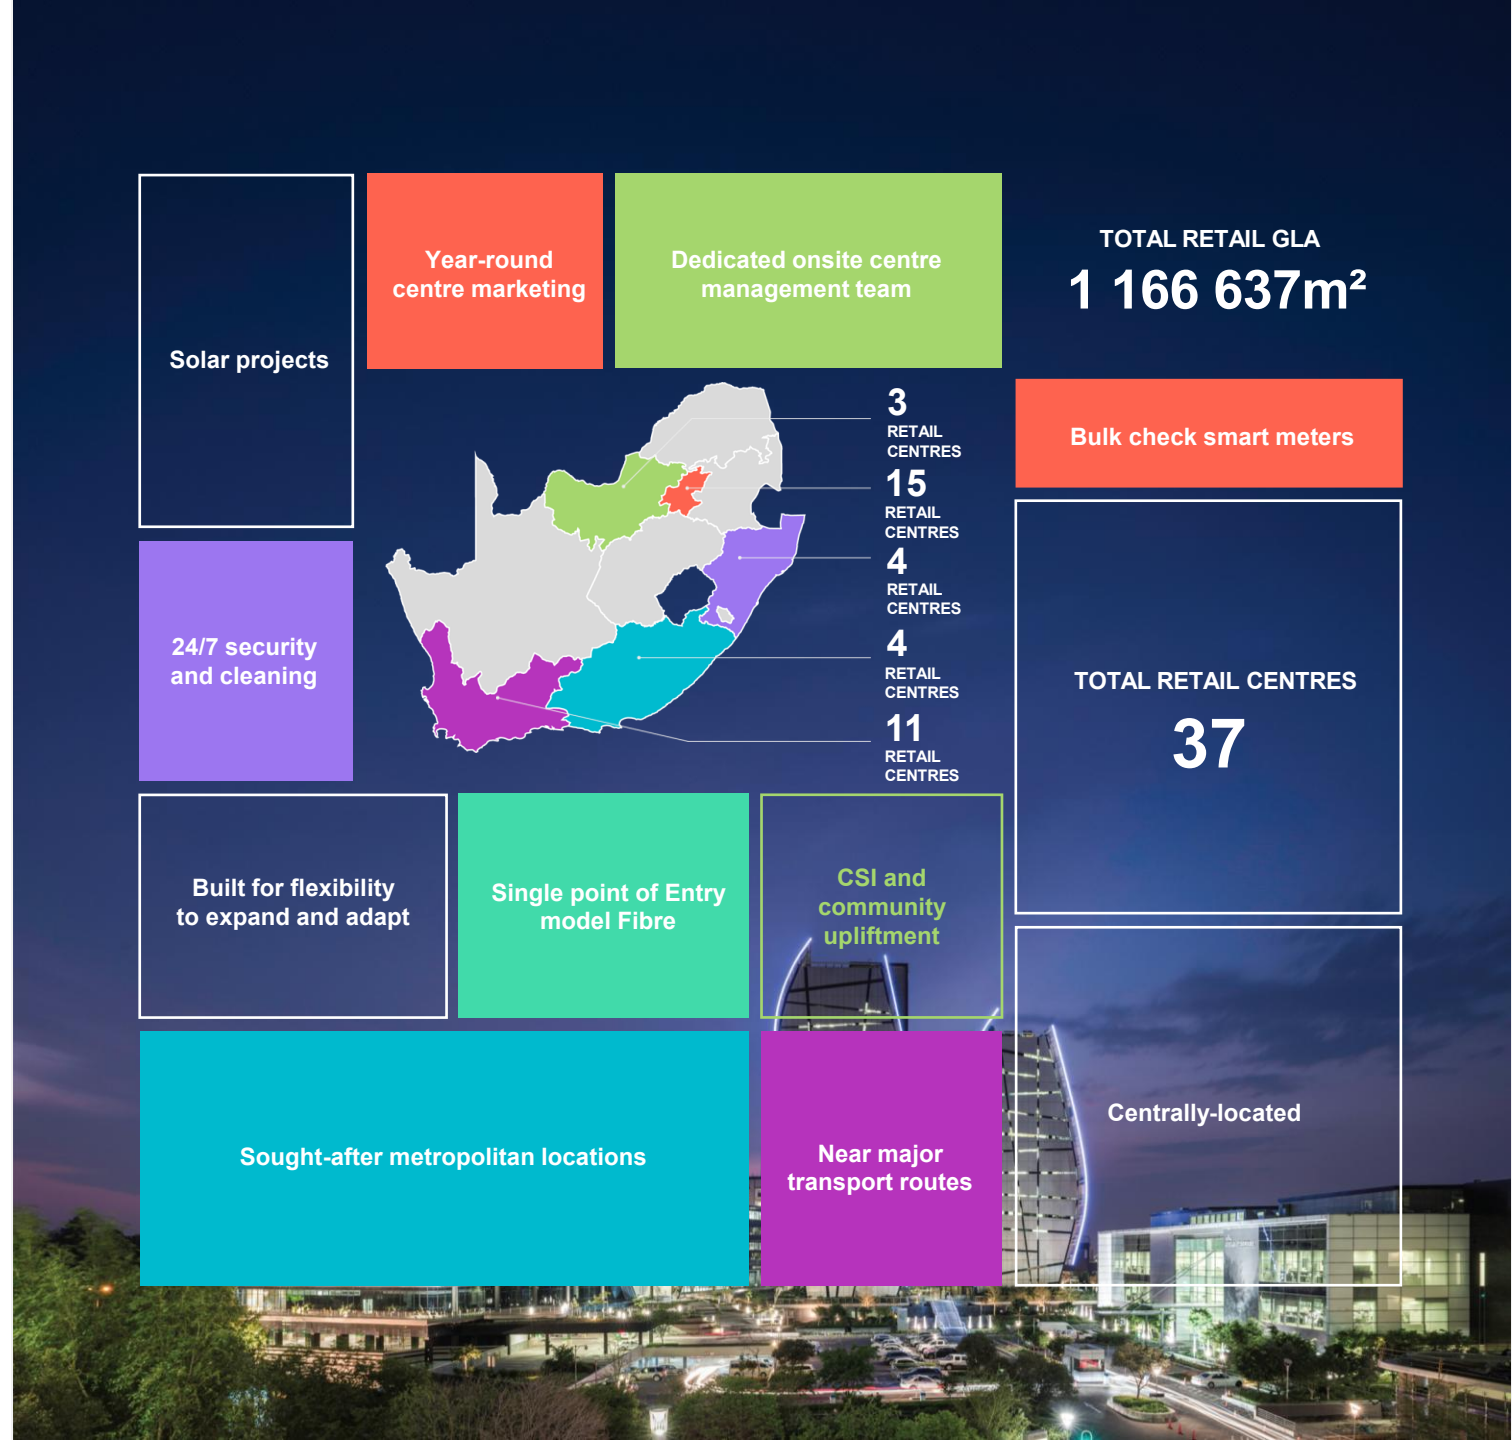 Solar projects
Year-round
centre marketing
Dedicated onsite centre
management team
TOTAL RETAIL GLA
1 166 637m²
Bulk check smart meters
3
RETAIL
CENTRES
15
RETAIL
CENTRES
4
RETAIL
CENTRES
4
RETAIL
CENTRES
11
RETAIL
CENTRES
24/7 security
and cleaning
TOTAL RETAIL CENTRES
37
Built for flexibility
to expand and adapt
Single point of Entry
model Fibre
CSI and
community
upliftment
Sought-after metropolitan locations
Near major
transport routes
Centrally-located